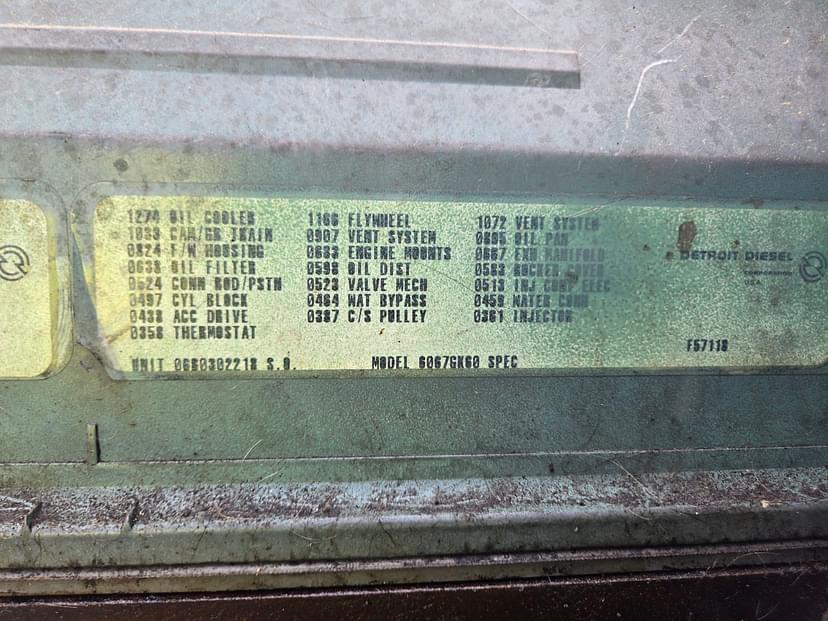 1274 OIL COOLER 1166 FLYWHEEL 1072 VENT SYSTEM
1033 CAM/GR TRAIN 0907 VENT SYSTEM 0895 OIL PAN
0824 F/W HOUSING 0683 ENGINE MOUNTS 0667 EXH MANIFOLD
0638 OIL FILTER 0598 OIL DIST 0583 ROCKER COVER
0524 CONN ROD/PSTN 0523 VALVE MECH 0513 INJ CONT ELEC
0497 CYL BLOCK 0464 WAT BYPASS 0459 WATER CONN
0438 ACC DRIVE 0387 C/S PULLEY 0361 INJECTOR
0358 THERMOSTAT
DETROIT DIESEL
CORPORATION
U.S.A.
F57118
UNIT S.O. MODEL 6067GK60 SPEC